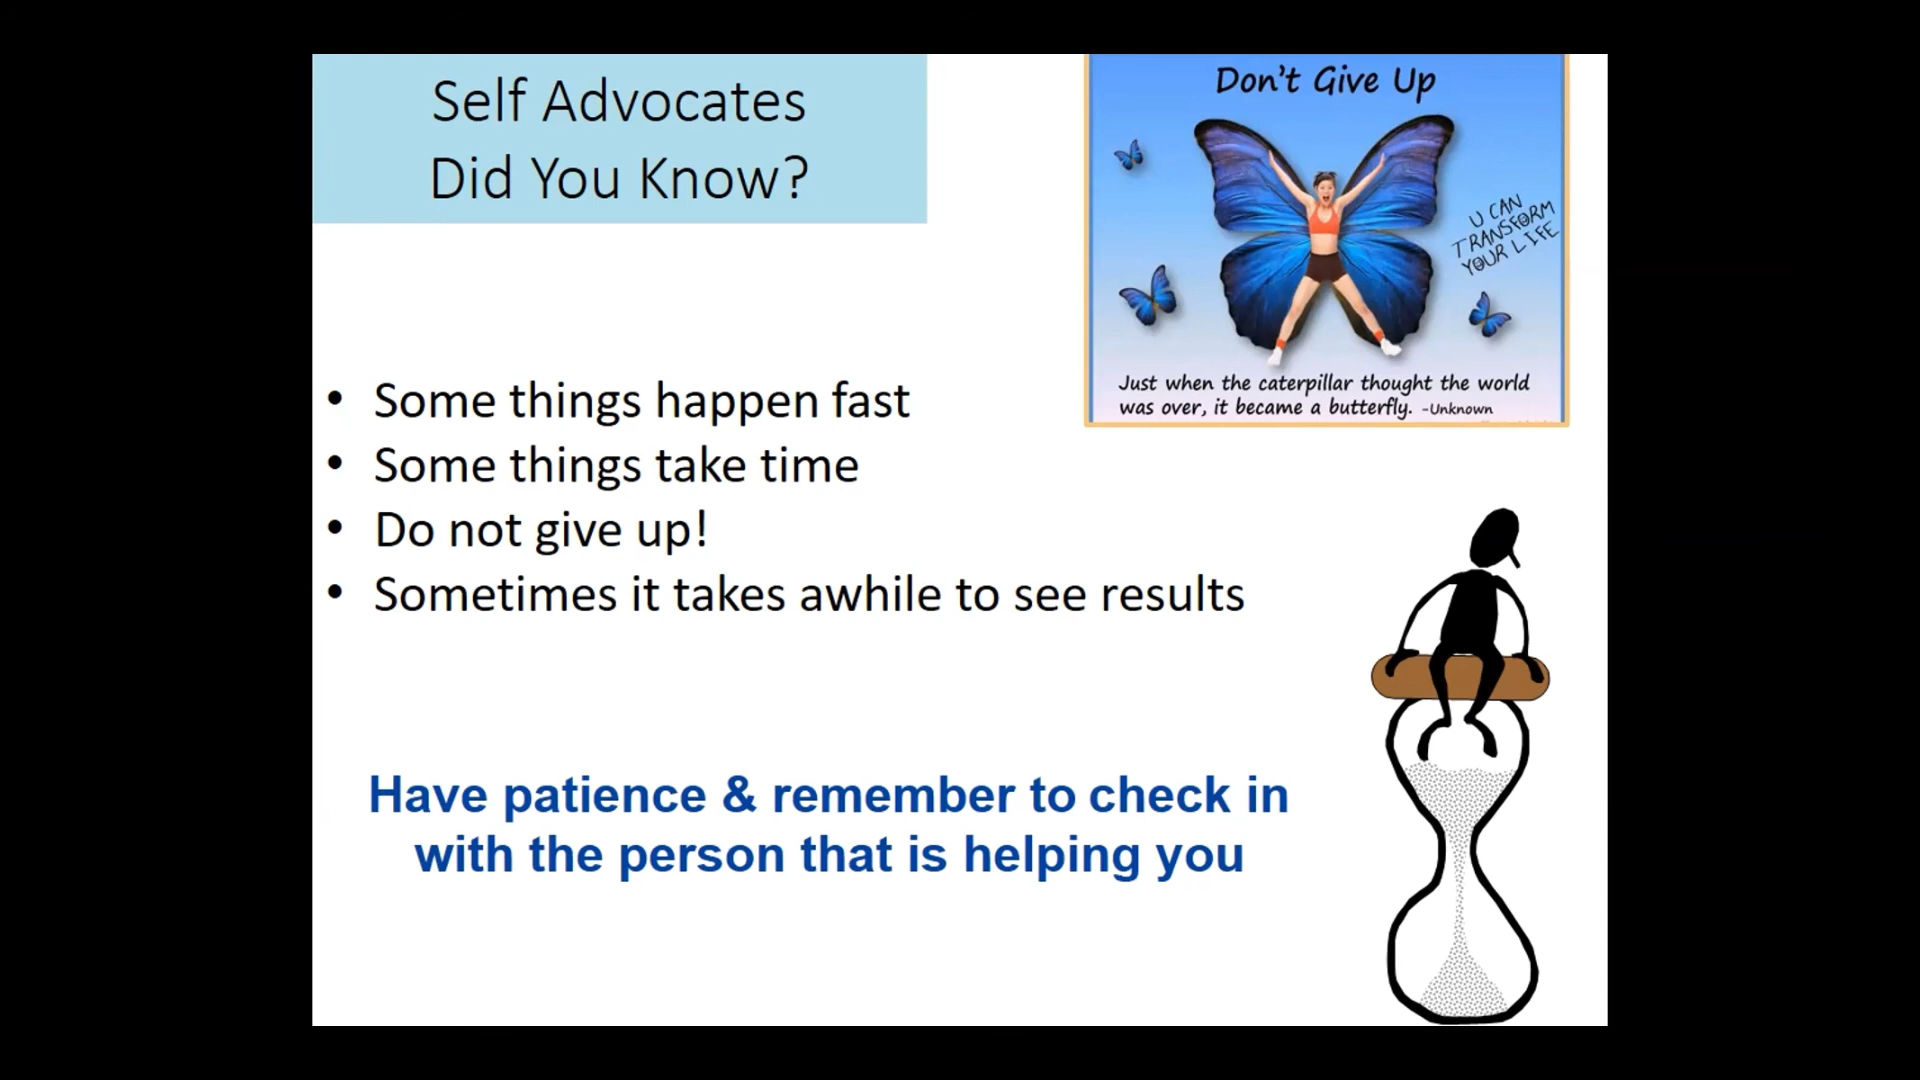 Self Advocates
Did You Know?
Don't Give Up
U CAN
TRANSFORM
YOUR LIFE
Just when the caterpillar thought the world
was over, it became a butterfly. -Unknown
• Some things happen fast
• Some things take time
• Do not give up!
• Sometimes it takes awhile to see results
Have patience & remember to check in
with the person that is helping you